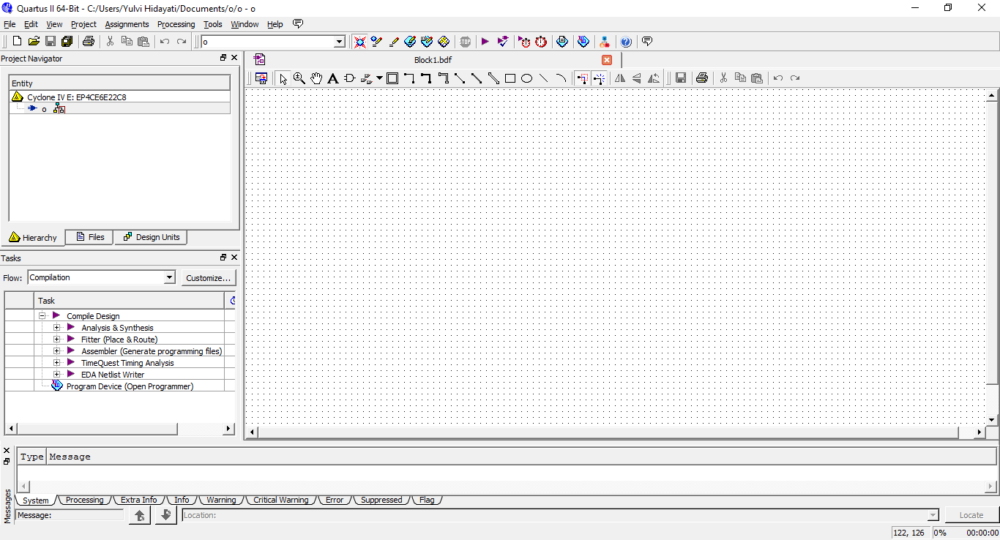 Quartus II 64-Bit - C:/Users/Yulvi Hidayati/Documents/o/o - o
File Edit View Project Assignments Processing Tools Window Help
STOP
o
Project Navigator
Entity
Cyclone IV E: EP4CE6E22C8
o
Hierarchy Files Design Units
Block1.bdf
A
Tasks
Flow: Compilation Customize...
Task
Compile Design
Analysis & Synthesis
Fitter (Place & Route)
Assembler (Generate programming files)
TimeQuest Timing Analysis
EDA Netlist Writer
Program Device (Open Programmer)
Messages
Type Message
System Processing Extra Info Info Warning Critical Warning Error Suppressed Flag
Message: Location: Locate
122, 126 0% 00:00:00